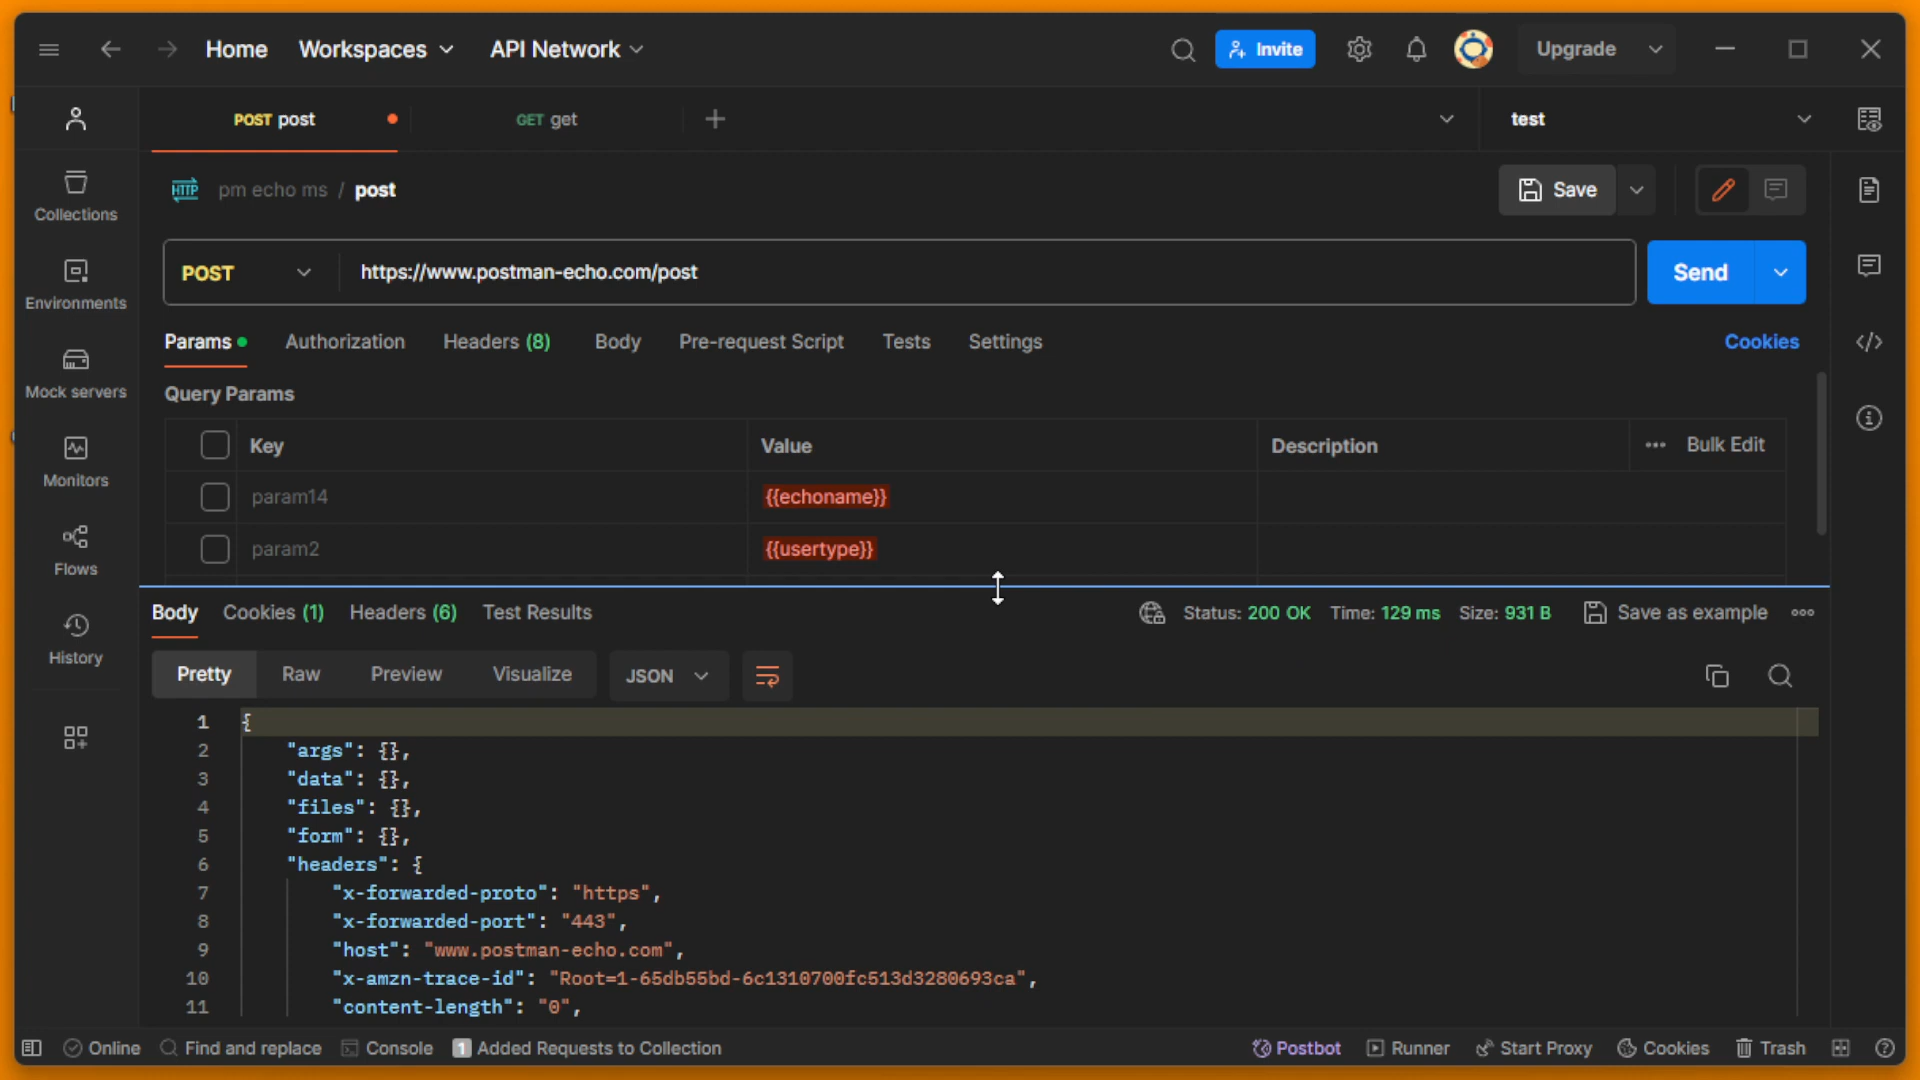 Home Workspaces API Network Invite Upgrade
POST post GET get test
Collections
HTTP pm echo ms / post Save
Environments
POST https://www.postman-echo.com/post Send
Params Authorization Headers (8) Body Pre-request Script Tests Settings Cookies
Mock servers
Query Params
Key Value Description Bulk Edit
Monitors
param14 {{echoname}}
param2 {{usertype}}
Flows
Body Cookies (1) Headers (6) Test Results Status: 200 OK Time: 129 ms Size: 931 B Save as example
History
Pretty Raw Preview Visualize JSON
1 {
2 "args": {},
3 "data": {},
4 "files": {},
5 "form": {},
6 "headers": {
7 "x-forwarded-proto": "https",
8 "x-forwarded-port": "443",
9 "host": "www.postman-echo.com",
10 "x-amzn-trace-id": "Root=1-65db55bd-6c1310700fc513d3280693ca",
11 "content-length": "0",
Online Find and replace Console 1 Added Requests to Collection Postbot Runner Start Proxy Cookies Trash